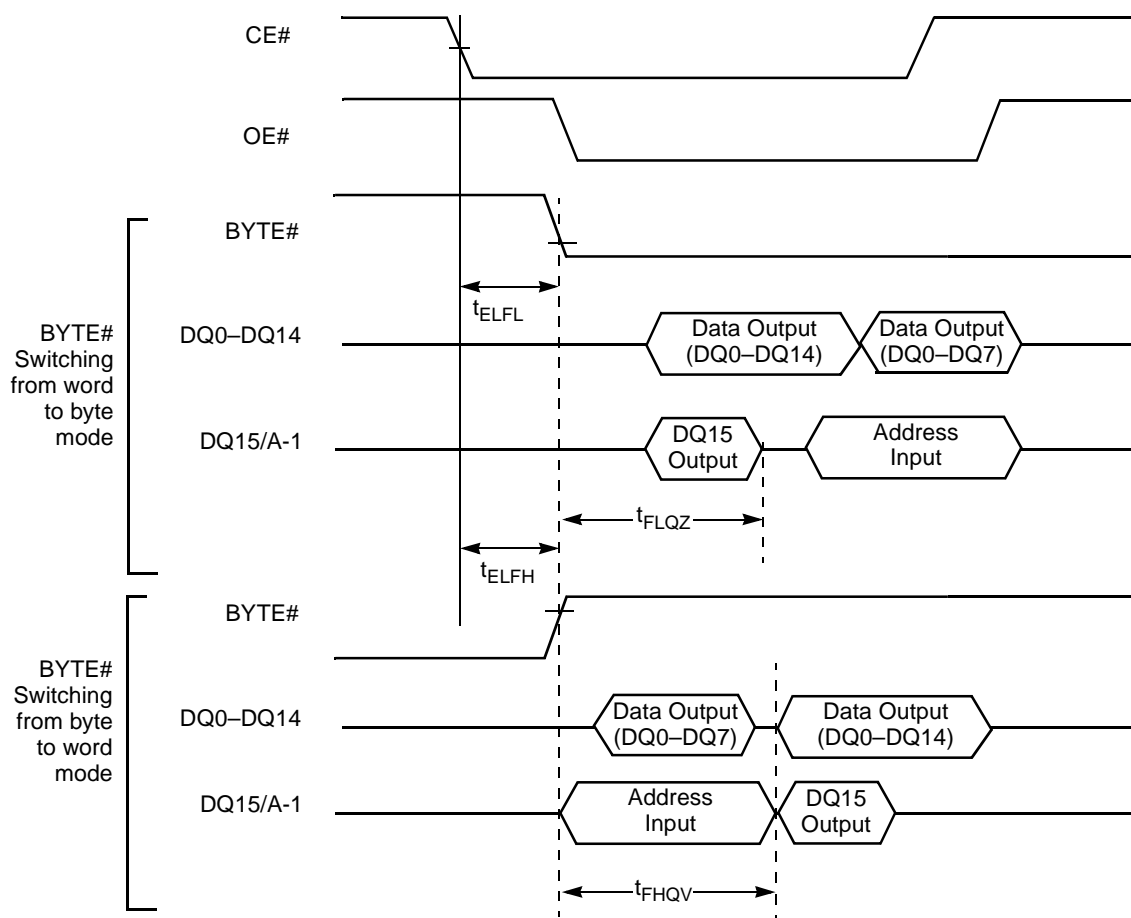 CE#
OE#
BYTE#
tELFL
BYTE#
Switching
from word
to byte
mode
DQ0–DQ14
Data Output
(DQ0–DQ14)
Data Output
(DQ0–DQ7)
DQ15/A-1
DQ15
Output
Address
Input
tFLQZ
tELFH
BYTE#
BYTE#
Switching
from byte
to word
mode
DQ0–DQ14
Data Output
(DQ0–DQ7)
Data Output
(DQ0–DQ14)
DQ15/A-1
Address
Input
DQ15
Output
tFHQV